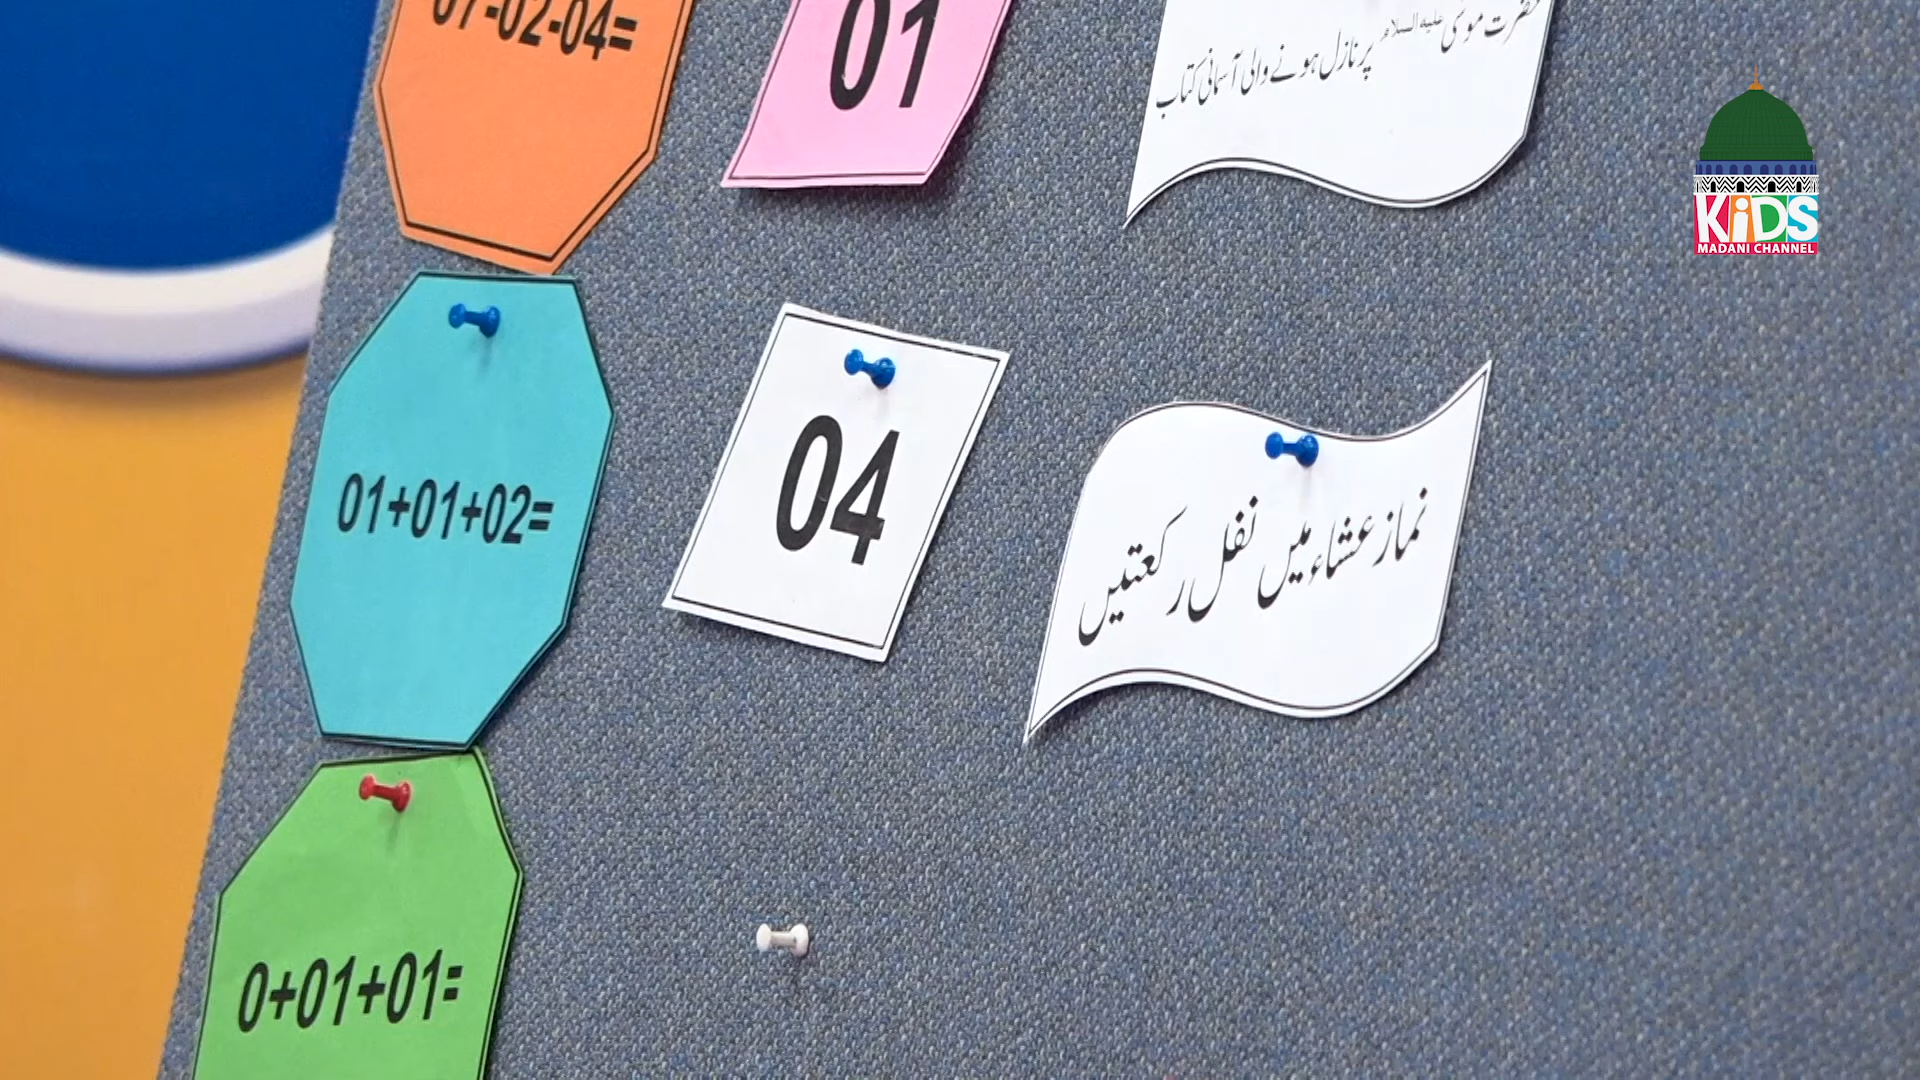 07-02-04=
01
حضرت موسیٰ علیہ السلام
پر نازل ہونے والی آسمانی کتاب
KiDS
MADANI CHANNEL
01+01+02=
04
نماز عشاء میں نفل رکعتیں
0+01+01=